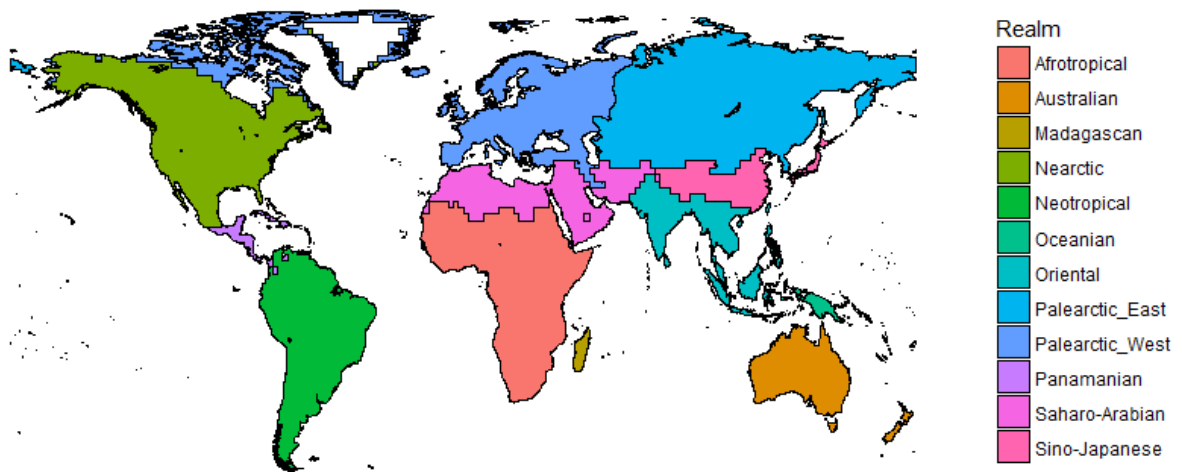 Realm
Afrotropical
Australian
Madagascan
Nearctic
Neotropical
Oceanian
Oriental
Palearctic_East
Palearctic_West
Panamanian
Saharo-Arabian
Sino-Japanese